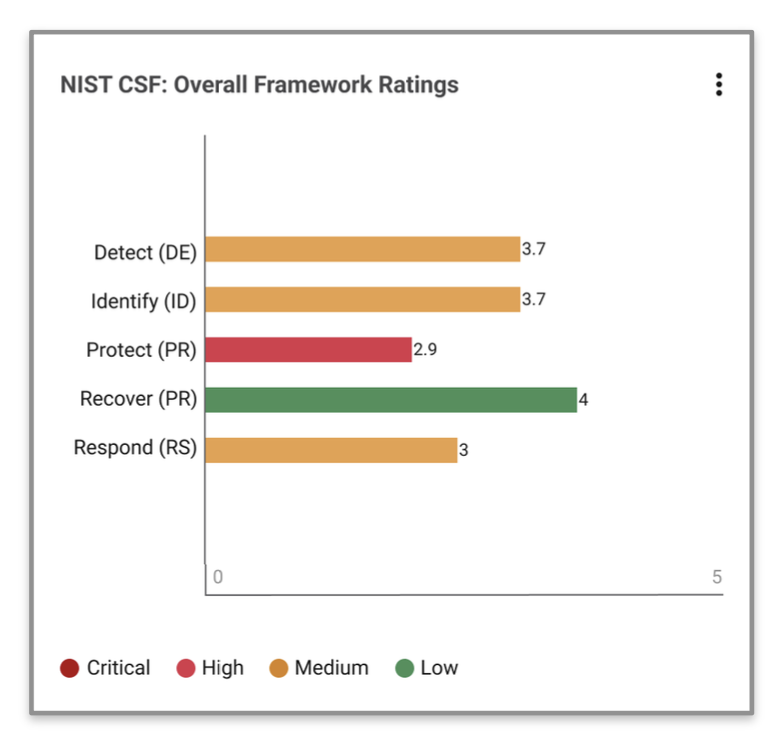 NIST CSF: Overall Framework Ratings
Detect (DE) 3.7
Identify (ID) 3.7
Protect (PR) 2.9
Recover (PR) 4
Respond (RS) 3
0 5
Critical High Medium Low